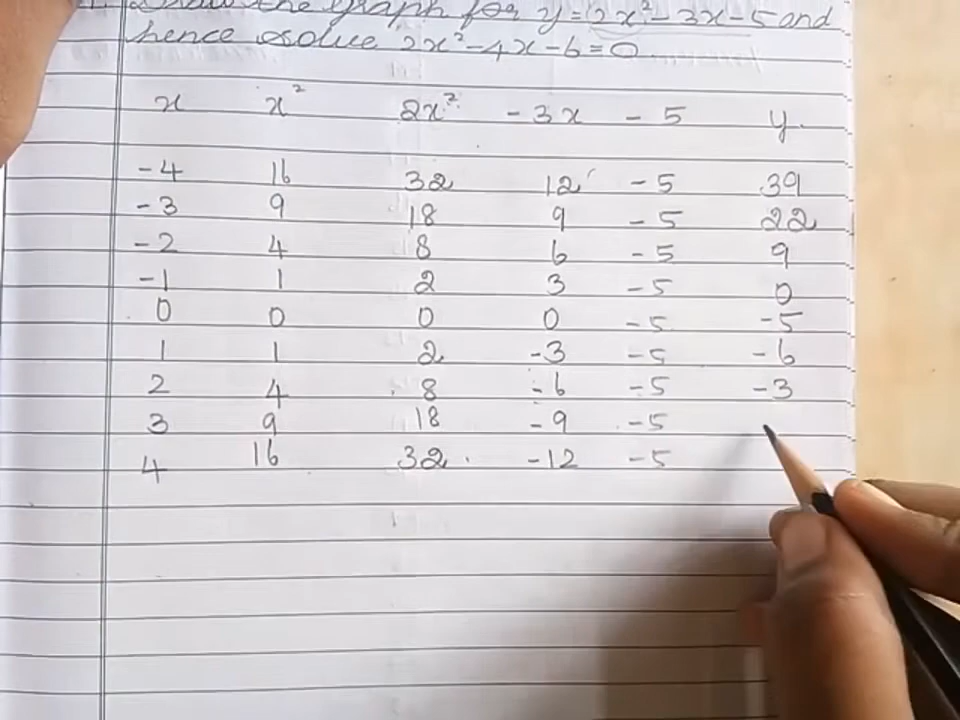 the graph for y = 2x² - 3x - 5 and
hence solve 2x² - 4x - 6 = 0
x x² 2x² - 3x - 5 y
-4 16 32 12 -5 39
-3 9 18 9 -5 22
-2 4 8 6 -5 9
-1 1 2 3 -5 0
0 0 0 0 -5 -5
1 1 2 -3 -5 -6
2 4 8 -6 -5 -3
3 9 18 -9 -5
4 16 32 -12 -5